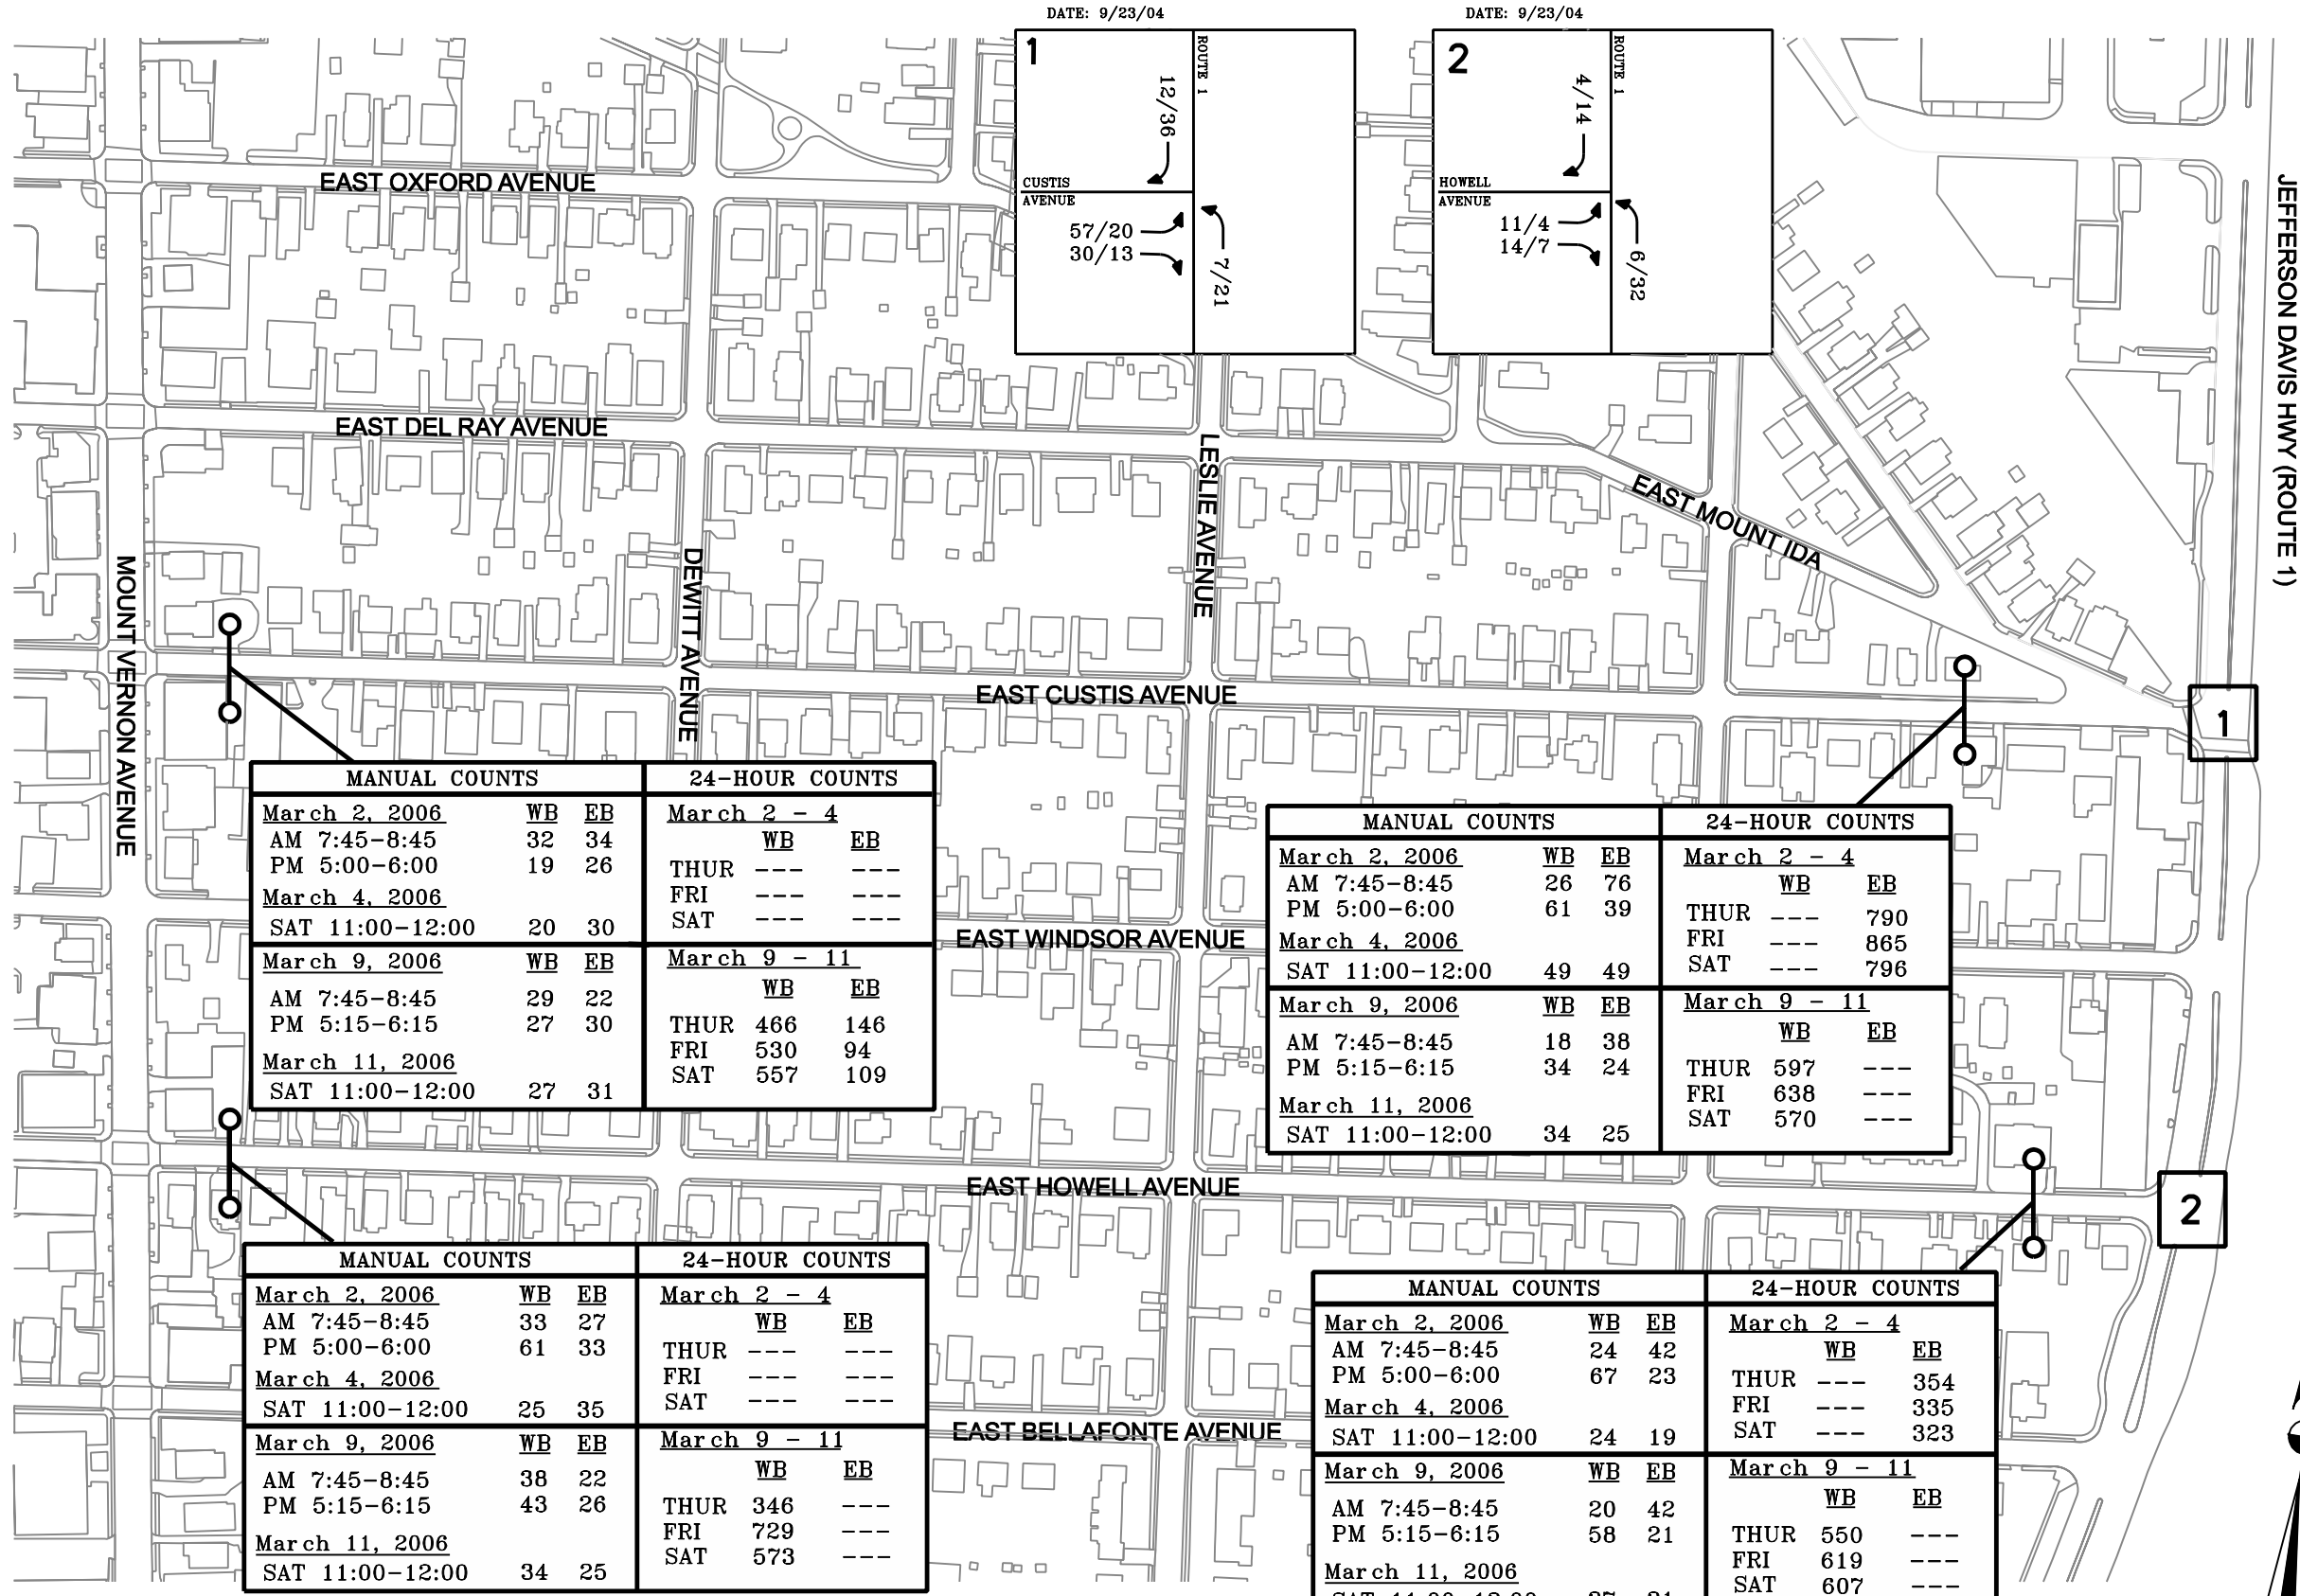 DATE: 9/23/04
DATE: 9/23/04
1
ROUTE 1
12/36
CUSTIS
AVENUE
57/20
30/13
7/21
2
ROUTE 1
4/14
HOWELL
AVENUE
11/4
14/7
6/32
JEFFERSON DAVIS HWY (ROUTE 1)
EAST OXFORD AVENUE
EAST DEL RAY AVENUE
LESLIE AVENUE
EAST MOUNT IDA
MOUNT VERNON AVENUE
DEWITT AVENUE
EAST CUSTIS AVENUE
1
MANUAL COUNTS 24-HOUR COUNTS
March 2, 2006 WB EB March 2 - 4
AM 7:45-8:45 32 34 WB EB
PM 5:00-6:00 19 26 THUR --- ---
March 4, 2006 FRI --- ---
SAT 11:00-12:00 20 30 SAT --- ---
March 9, 2006 WB EB March 9 - 11
WB EB
AM 7:45-8:45 29 22
PM 5:15-6:15 27 30 THUR 466 146
FRI 530 94
March 11, 2006 SAT 557 109
SAT 11:00-12:00 27 31
MANUAL COUNTS 24-HOUR COUNTS
March 2, 2006 WB EB March 2 - 4
AM 7:45-8:45 26 76 WB EB
PM 5:00-6:00 61 39 THUR --- 790
March 4, 2006 FRI --- 865
SAT 11:00-12:00 49 49 SAT --- 796
March 9, 2006 WB EB March 9 - 11
WB EB
AM 7:45-8:45 18 38
PM 5:15-6:15 34 24 THUR 597 ---
FRI 638 ---
March 11, 2006 SAT 570 ---
SAT 11:00-12:00 34 25
EAST WINDSOR AVENUE
EAST HOWELL AVENUE
2
MANUAL COUNTS 24-HOUR COUNTS
March 2, 2006 WB EB March 2 - 4
AM 7:45-8:45 33 27 WB EB
PM 5:00-6:00 61 33 THUR --- ---
March 4, 2006 FRI --- ---
SAT 11:00-12:00 25 35 SAT --- ---
March 9, 2006 WB EB March 9 - 11
WB EB
AM 7:45-8:45 38 22
PM 5:15-6:15 43 26 THUR 346 ---
FRI 729 ---
March 11, 2006 SAT 573 ---
SAT 11:00-12:00 34 25
EAST BELLAFONTE AVENUE
MANUAL COUNTS 24-HOUR COUNTS
March 2, 2006 WB EB March 2 - 4
AM 7:45-8:45 24 42 WB EB
PM 5:00-6:00 67 23 THUR --- 354
March 4, 2006 FRI --- 335
SAT 11:00-12:00 24 19 SAT --- 323
March 9, 2006 WB EB March 9 - 11
WB EB
AM 7:45-8:45 20 42
PM 5:15-6:15 58 21 THUR 550 ---
FRI 619 ---
March 11, 2006 SAT 607 ---